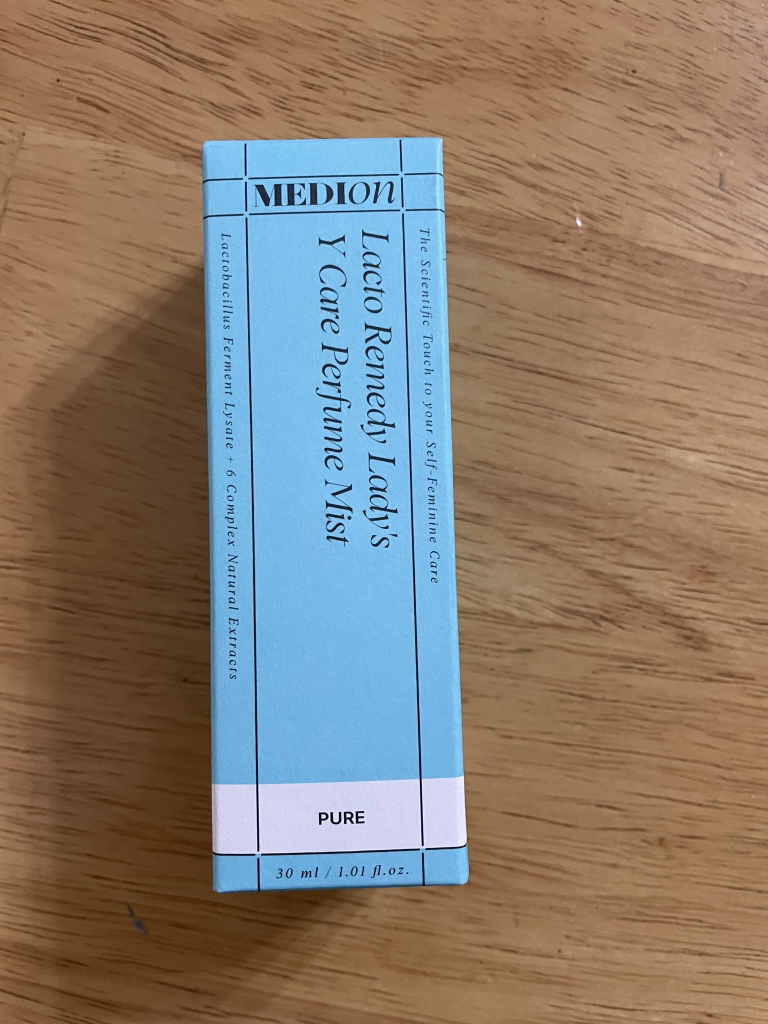 MEDION
The Scientific Touch to your Self-Feminine Care
Lacto Remedy Lady's
Y Care Perfume Mist
Lactobacillus Ferment Lysate + 6 Complex Natural Extracts
PURE
30 ml / 1.01 fl.oz.